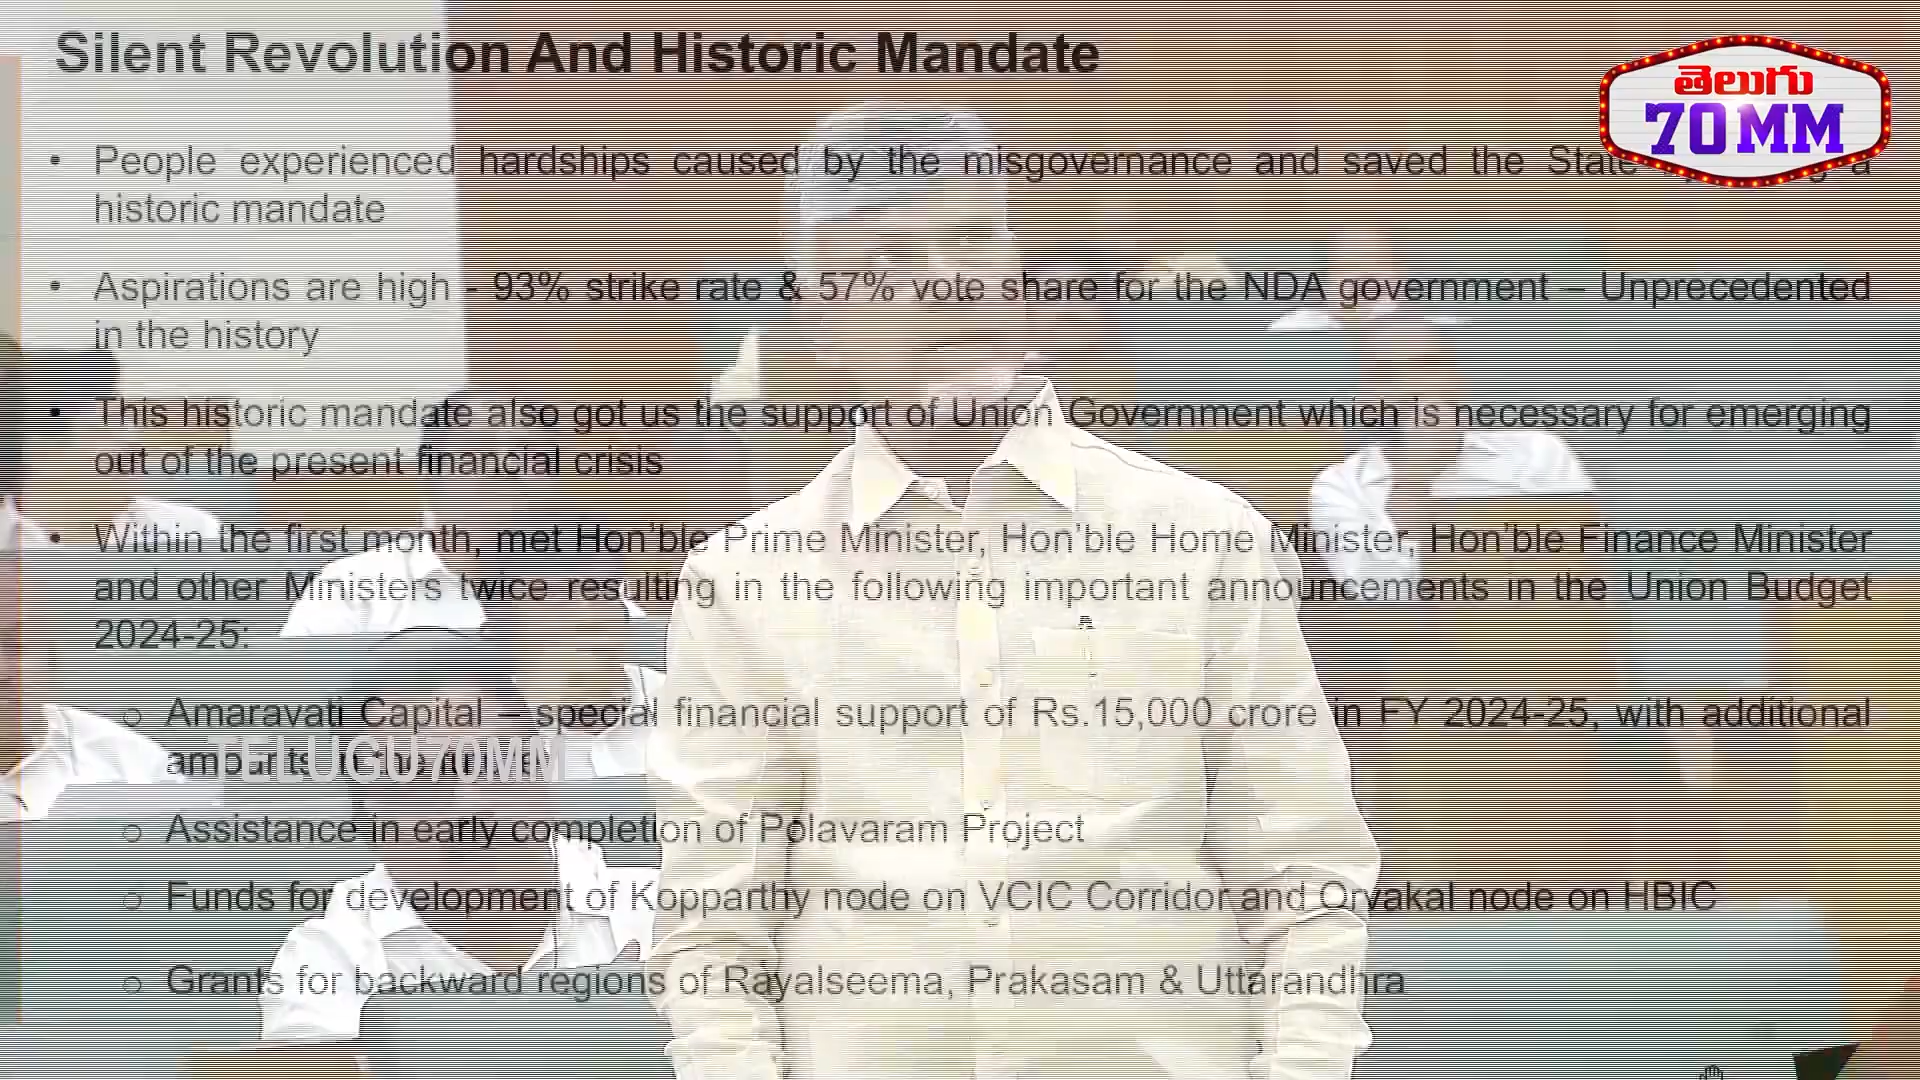 Silent Revolution And Historic Mandate
తెలుగు
70MM
• People experienced hardships caused by the misgovernance and saved the State a
historic mandate
• Aspirations are high - 93% strike rate & 57% vote share for the NDA government – Unprecedented
in the history
• This historic mandate also got us the support of Union Government which is necessary for emerging
out of the present financial crisis
• Within the first month, met Hon'ble Prime Minister, Hon'ble Home Minister, Hon'ble Finance Minister
and other Ministers twice resulting in the following important announcements in the Union Budget
2024-25:
○ Amaravati Capital – special financial support of Rs.15,000 crore in FY 2024-25, with additional
amounts
TELUGU70MM
○ Assistance in early completion of Polavaram Project
○ Funds for development of Kopparthy node on VCIC Corridor and Orvakal node on HBIC
○ Grants for backward regions of Rayalseema, Prakasam & Uttarandhra